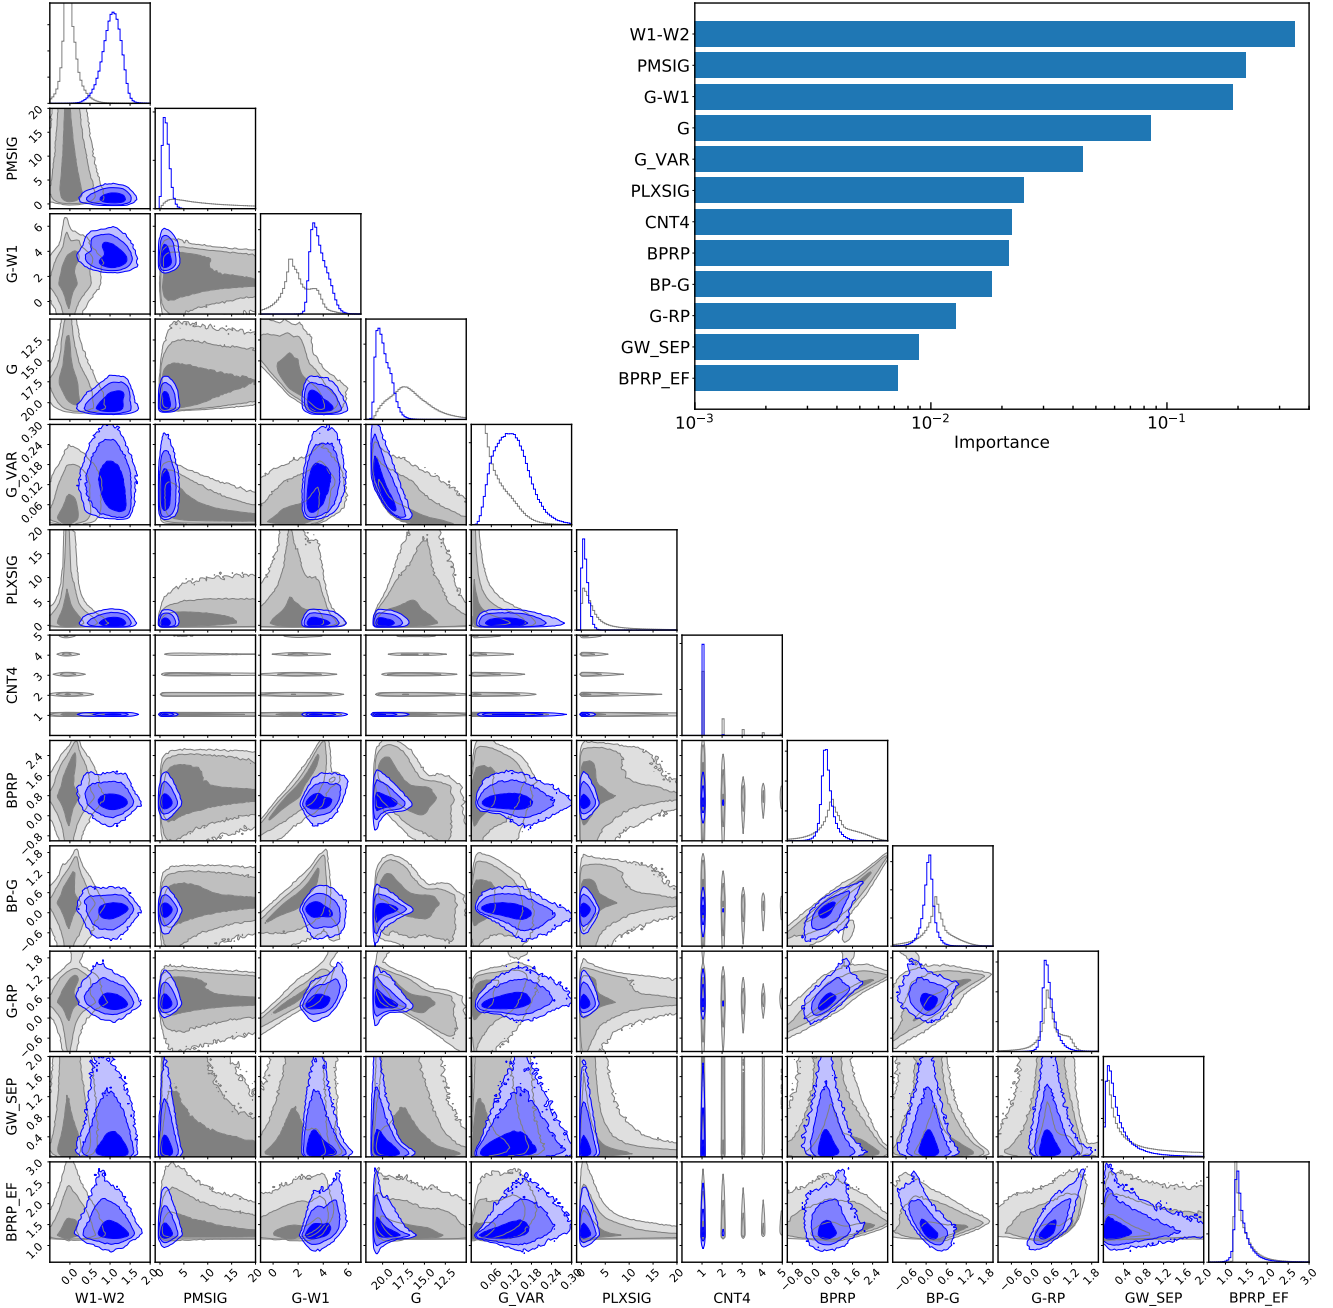 W1-W2
PMSIG
G-W1
G
G_VAR
PLXSIG
CNT4
BPRP
BP-G
G-RP
GW_SEP
BPRP_EF
10−3 10−2 10−1
Importance
PMSIG
20
15
10
5
0
G-W1
6
4
2
0
G
12.5
15.0
17.5
20.0
G_VAR
0.30
0.24
0.18
0.12
0.06
PLXSIG
20
15
10
5
0
CNT4
5
4
3
2
1
BPRP
2.4
1.6
0.8
0.0
−0.8
BP-G
1.8
1.2
0.6
0.0
−0.6
G-RP
1.8
1.2
0.6
0.0
−0.6
GW_SEP
2.0
1.6
1.2
0.8
0.4
BPRP_EF
3.0
2.5
2.0
1.5
1.0
0.0 0.5 1.0 1.5 2.0 0 5 10 15 20 0 2 4 6 20.0 17.5 15.0 12.5 0.06 0.12 0.18 0.24 0.30 0 5 10 15 20 1 2 3 4 5 −0.8 0.0 0.8 1.6 2.4 −0.6 0.0 0.6 1.2 1.8 −0.6 0.0 0.6 1.2 1.8 0.4 0.8 1.2 1.6 2.0 1.0 1.5 2.0 2.5 3.0
W1-W2 PMSIG G-W1 G G_VAR PLXSIG CNT4 BPRP BP-G G-RP GW_SEP BPRP_EF